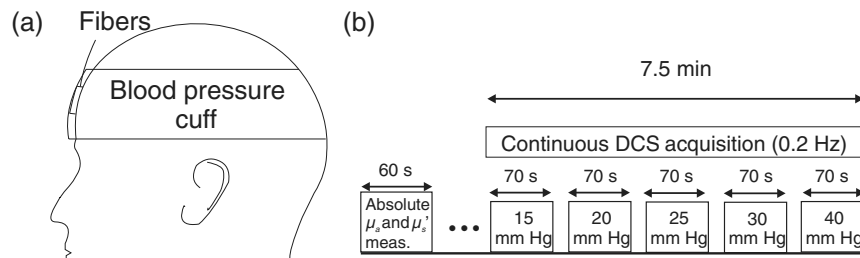 (a)
Fibers
Blood pressure
cuff
(b)
7.5 min
Continuous DCS acquisition (0.2 Hz)
60 s
70 s
70 s
70 s
70 s
70 s
Absolute
μa and μs'
meas.
•••
15
mm Hg
20
mm Hg
25
mm Hg
30
mm Hg
40
mm Hg